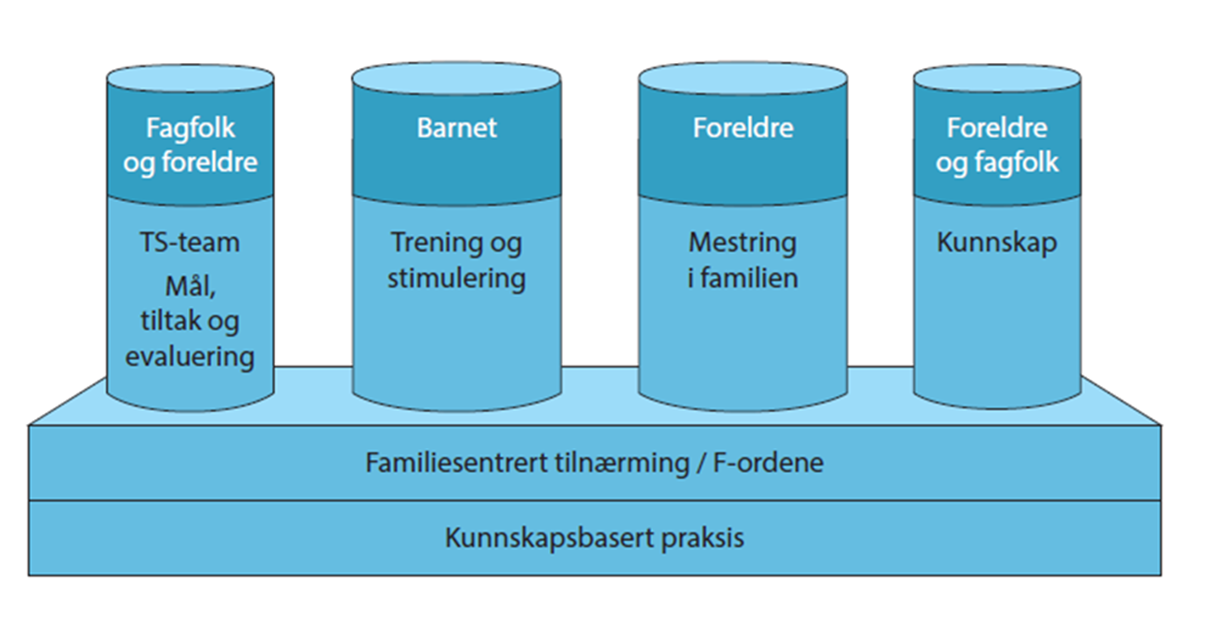 Fagfolk
og foreldre
TS-team
Mål,
tiltak og
evaluering
Barnet
Trening og
stimulering
Foreldre
Mestring
i familien
Foreldre
og fagfolk
Kunnskap
Familiesentrert tilnærming / F-ordene
Kunnskapsbasert praksis